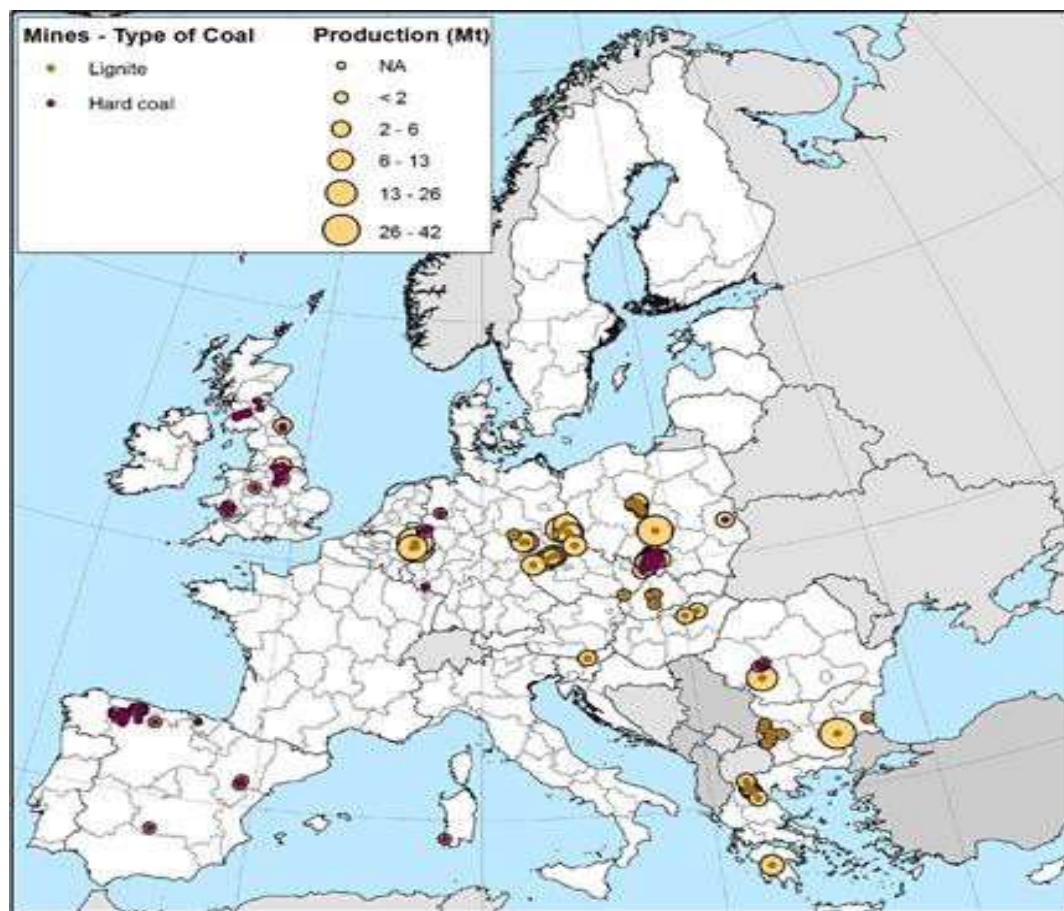 Mines - Type of Coal
Lignite
Hard coal
Production (Mt)
NA
< 2
2 - 6
6 - 13
13 - 26
26 - 42